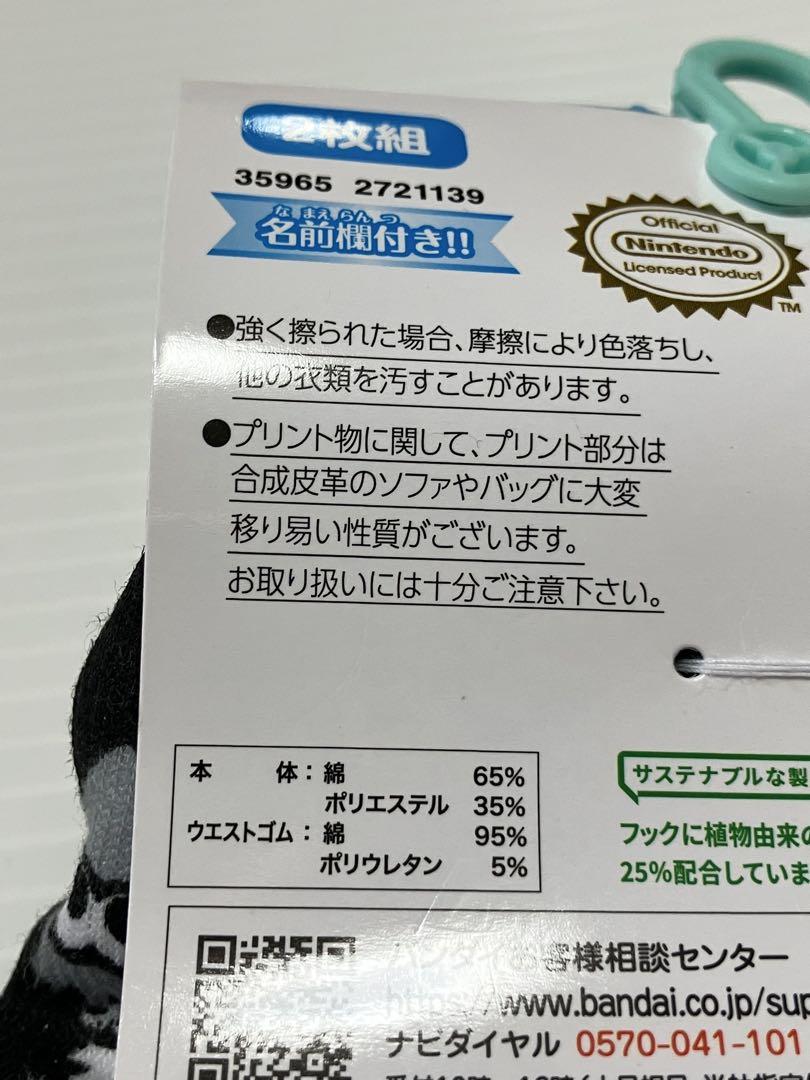 2枚組
35965 2721139
な まえ らん つ
名前欄付き!!
Official
Nintendo
Licensed Product
TM
●強く擦られた場合、摩擦により色落ちし、
他の衣類を汚すことがあります。
●プリント物に関して、プリント部分は
合成皮革のソファやバッグに大変
移り易い性質がございます。
お取り扱いには十分ご注意下さい。
本 体：綿 65%
ポリエステル 35%
ウエストゴム：綿 95%
ポリウレタン 5%
サステナブルな製
フックに植物由来の
25%配合していま
バンダイお客様相談センター
https://www.bandai.co.jp/sup
ナビダイヤル 0570-041-101